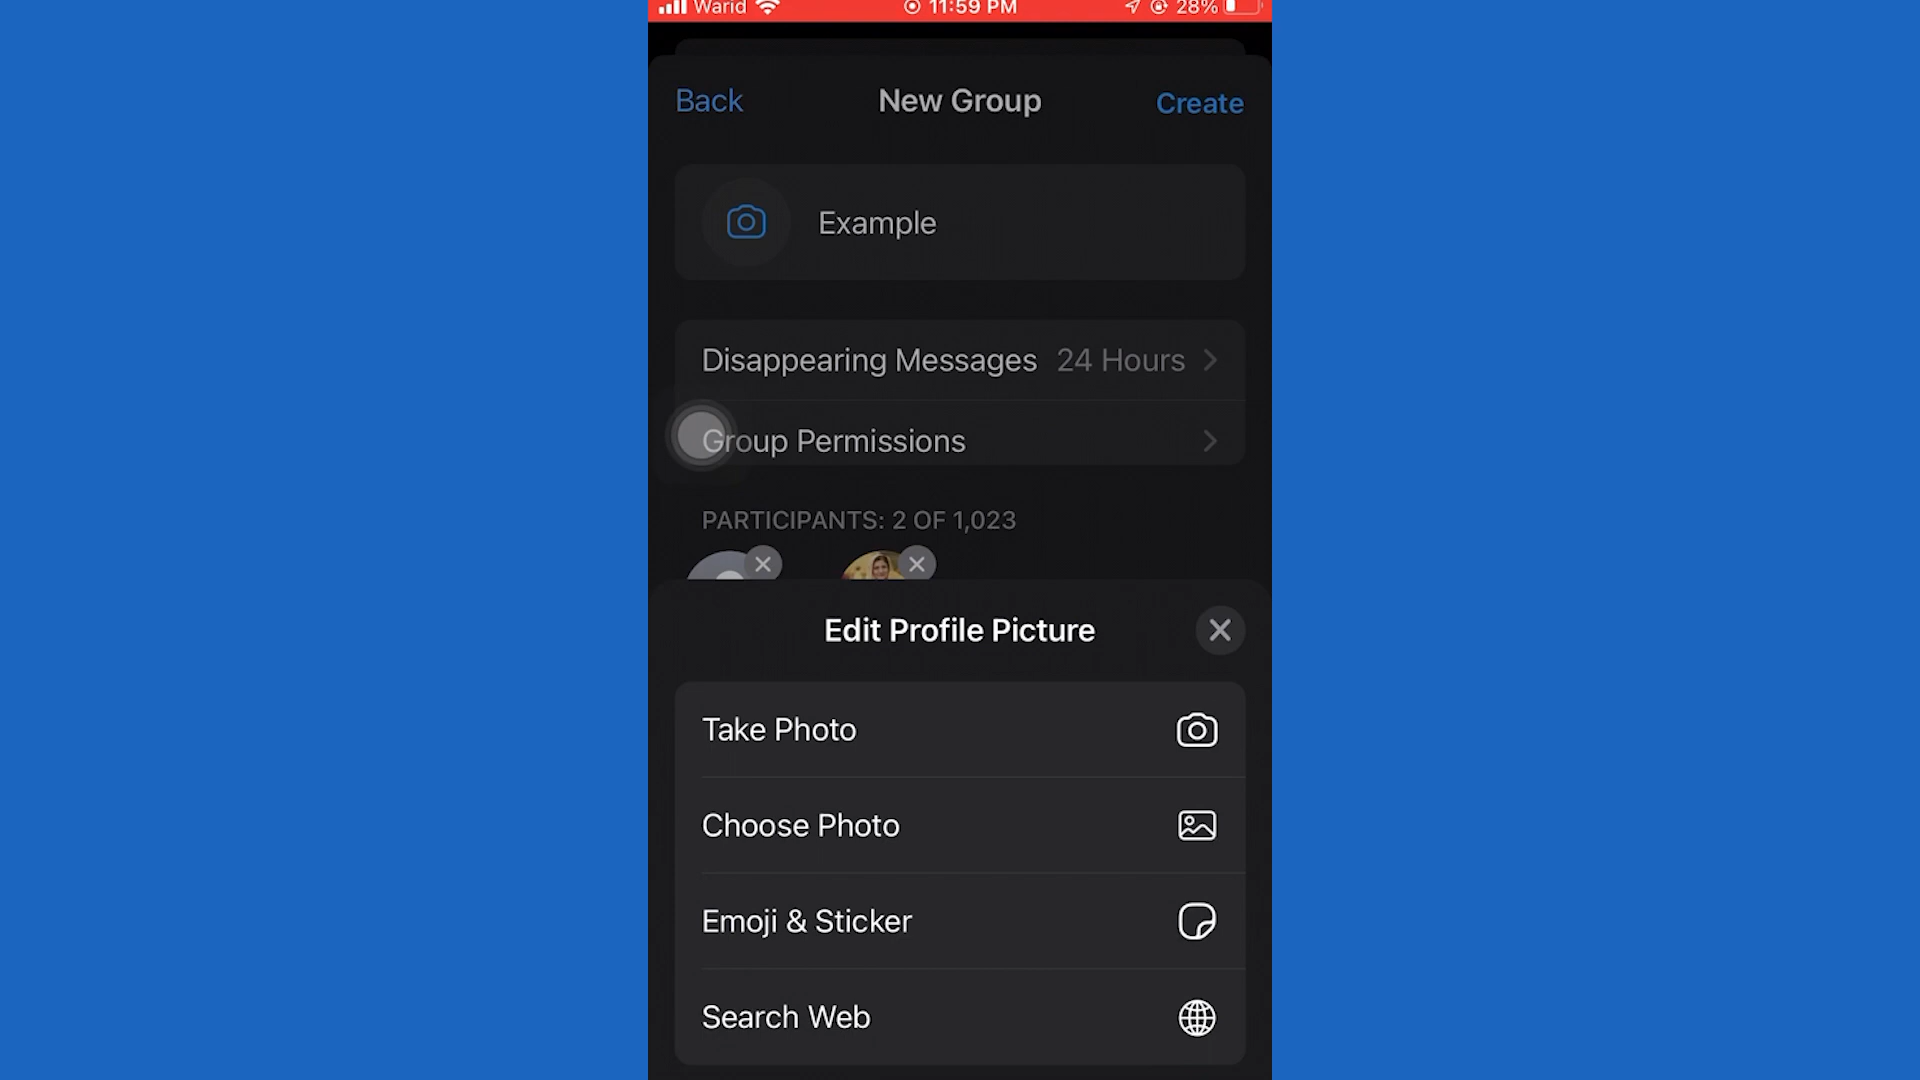 Warid 11:59 PM 28%
Back New Group Create
Example
Disappearing Messages 24 Hours
Group Permissions
PARTICIPANTS: 2 OF 1,023
Edit Profile Picture
Take Photo
Choose Photo
Emoji & Sticker
Search Web